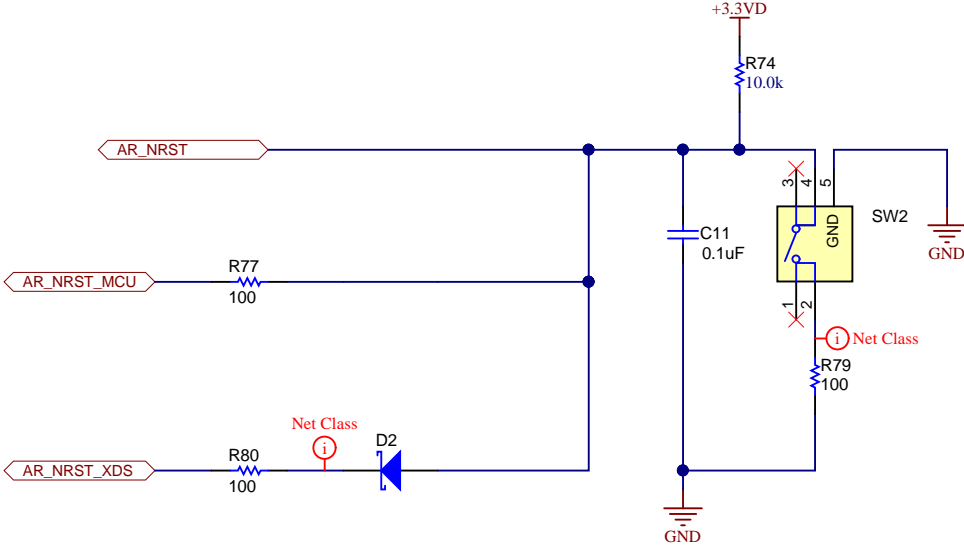 +3.3VD
R74
10.0k
AR_NRST
3
4
5
GND
SW2
C11
0.1uF
GND
R77
AR_NRST_MCU
100
1
2
i
Net Class
R79
100
Net Class
i
D2
R80
AR_NRST_XDS
100
GND